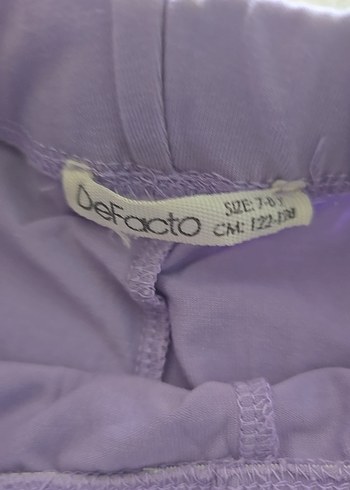 DeFacto
SIZE: 7-8 Y
CM: 122-128